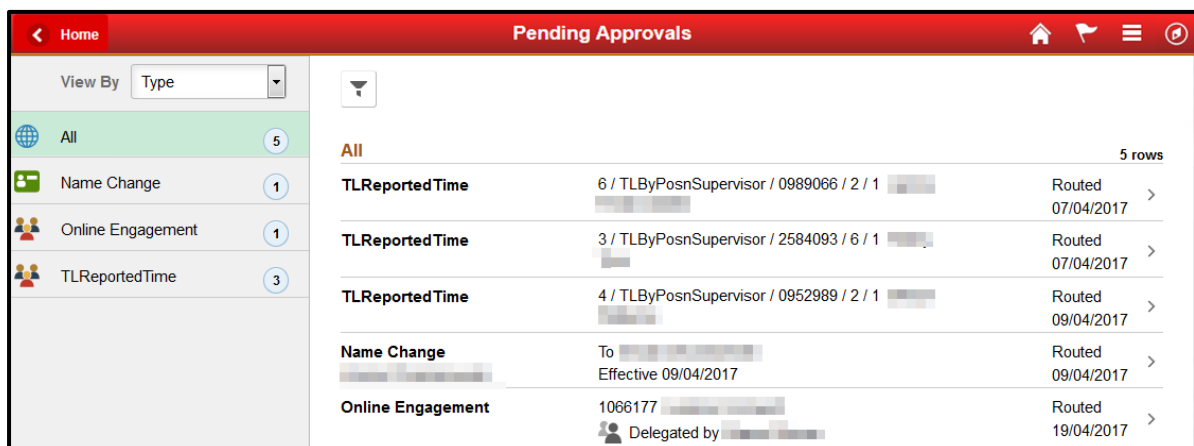 Home
Pending Approvals
View By Type
All 5
Name Change 1
Online Engagement 1
TLReportedTime 3
All
5 rows
TLReportedTime 6 / TLByPosnSupervisor / 0989066 / 2 / 1 Routed
07/04/2017
TLReportedTime 3 / TLByPosnSupervisor / 2584093 / 6 / 1 Routed
07/04/2017
TLReportedTime 4 / TLByPosnSupervisor / 0952989 / 2 / 1 Routed
09/04/2017
Name Change To Routed
Effective 09/04/2017 09/04/2017
Online Engagement 1066177 Routed
Delegated by 19/04/2017